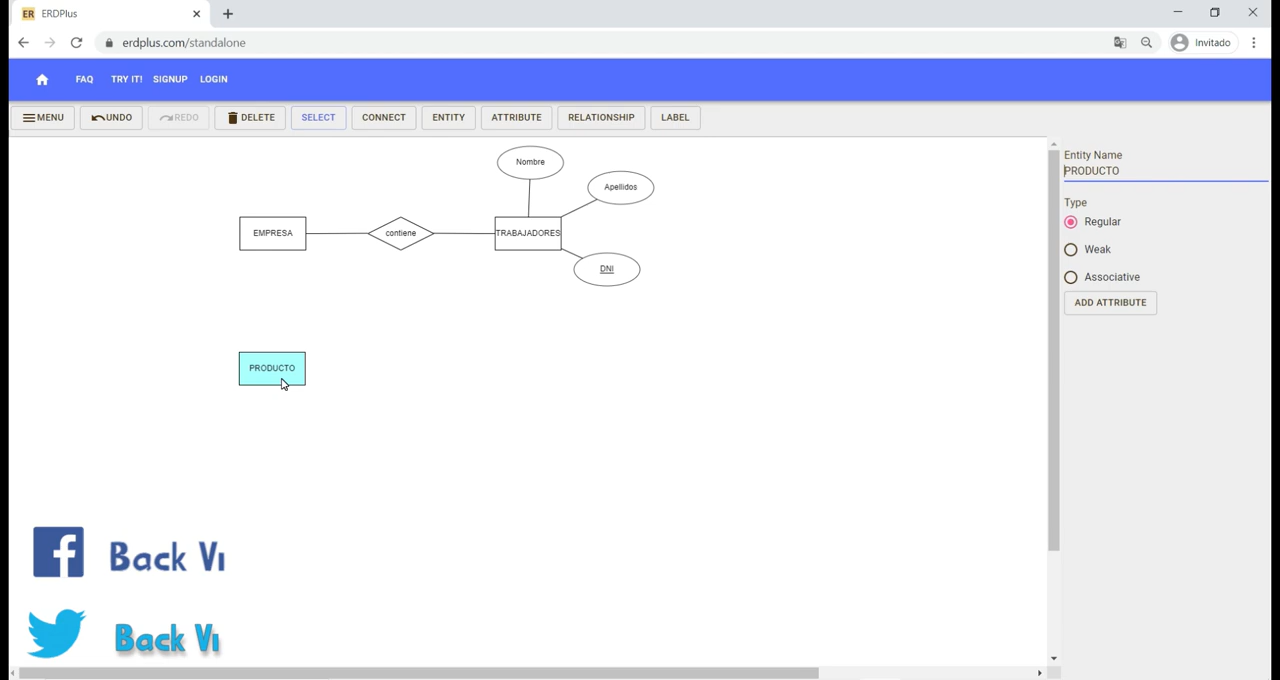 ER ERDPlus
erdplus.com/standalone
Invitado
FAQ TRY IT! SIGNUP LOGIN
MENU UNDO REDO DELETE SELECT CONNECT ENTITY ATTRIBUTE RELATIONSHIP LABEL
Entity Name
PRODUCTO
Type
Regular
Weak
Associative
ADD ATTRIBUTE
Nombre
Apellidos
EMPRESA
contiene
TRABAJADORES
DNI
PRODUCTO
f Back Vi
Back Vi